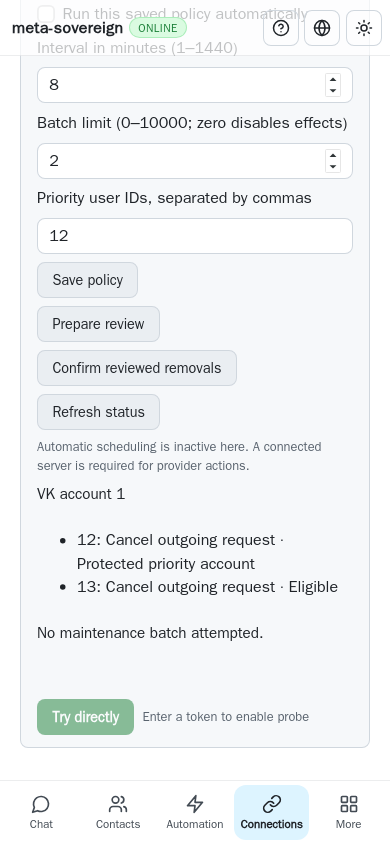 Run this saved policy automatically
meta-sovereign ONLINE
Interval in minutes (1–1440)
8
Batch limit (0–10000; zero disables effects)
2
Priority user IDs, separated by commas
12
Save policy
Prepare review
Confirm reviewed removals
Refresh status
Automatic scheduling is inactive here. A connected
server is required for provider actions.
VK account 1
• 12: Cancel outgoing request ·
Protected priority account
• 13: Cancel outgoing request · Eligible
No maintenance batch attempted.
Try directly Enter a token to enable probe
Chat Contacts Automation Connections More